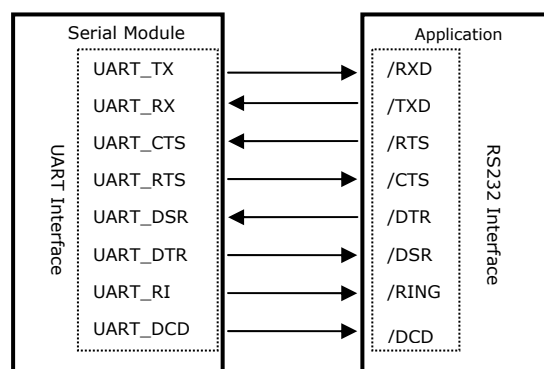 Serial Module
UART Interface
UART_TX
UART_RX
UART_CTS
UART_RTS
UART_DSR
UART_DTR
UART_RI
UART_DCD
Application
/RXD
/TXD
/RTS
/CTS
/DTR
/DSR
/RING
/DCD
RS232 Interface